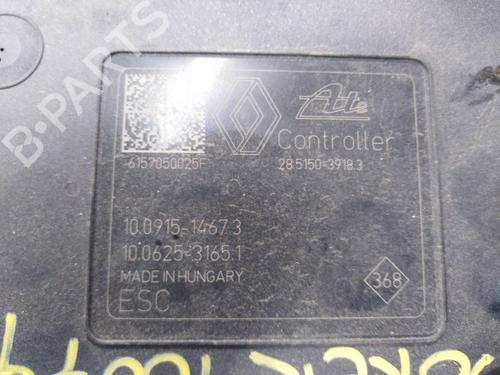 B-PARTS
Ate
Controller
6157050025F
28.5150-3918.3
10.0915-1467.3
10.0625-3165.1
MADE IN HUNGARY
368
ESC